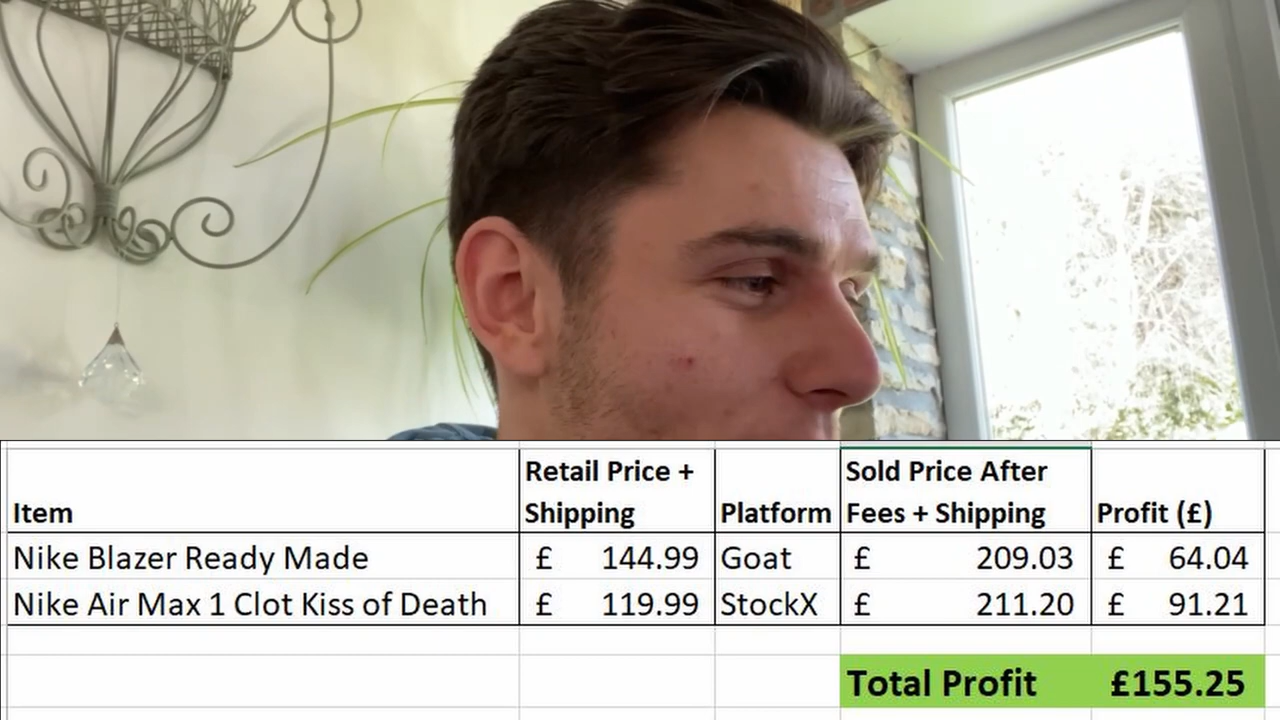 Item Retail Price + Shipping Platform Sold Price After Fees + Shipping Profit (£)
Nike Blazer Ready Made £ 144.99 Goat £ 209.03 £ 64.04
Nike Air Max 1 Clot Kiss of Death £ 119.99 StockX £ 211.20 £ 91.21
Total Profit £155.25